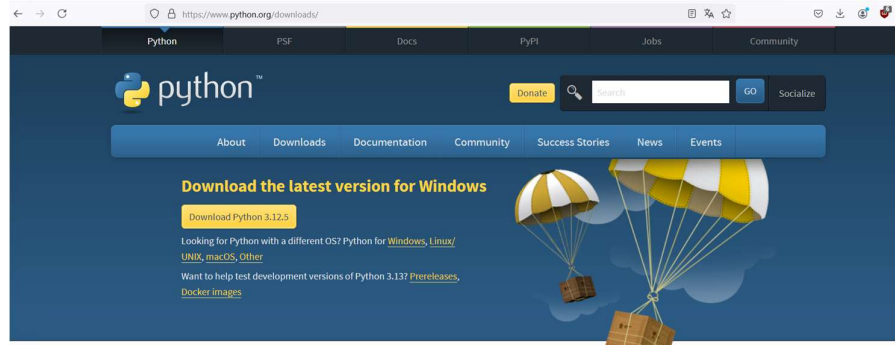 https://www.python.org/downloads/
Python PSF Docs PyPI Jobs Community
python™
Donate Search GO Socialize
About Downloads Documentation Community Success Stories News Events
Download the latest version for Windows
Download Python 3.12.5
Looking for Python with a different OS? Python for Windows, Linux/
UNIX, macOS, Other
Want to help test development versions of Python 3.13? Prereleases,
Docker images